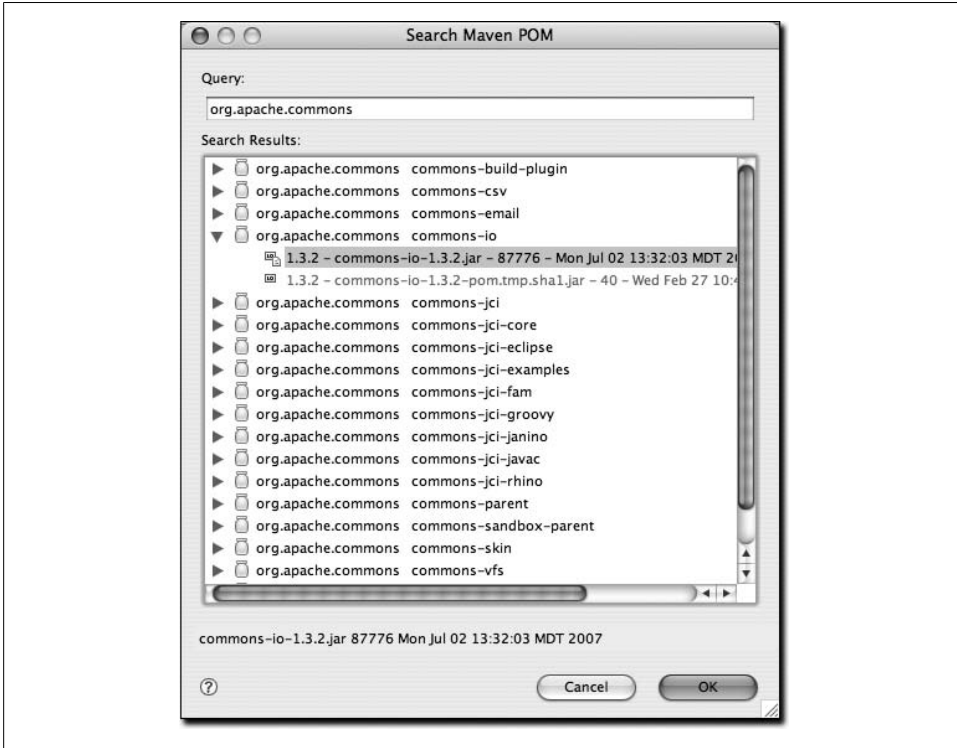 Search Maven POM
Query:
org.apache.commons
Search Results:
org.apache.commons commons-build-plugin
org.apache.commons commons-csv
org.apache.commons commons-email
org.apache.commons commons-io
1.3.2 – commons-io-1.3.2.jar – 87776 – Mon Jul 02 13:32:03 MDT 20
1.3.2 – commons-io-1.3.2-pom.tmp.sha1.jar – 40 – Wed Feb 27 10:4
org.apache.commons commons-jci
org.apache.commons commons-jci-core
org.apache.commons commons-jci-eclipse
org.apache.commons commons-jci-examples
org.apache.commons commons-jci-fam
org.apache.commons commons-jci-groovy
org.apache.commons commons-jci-janino
org.apache.commons commons-jci-javac
org.apache.commons commons-jci-rhino
org.apache.commons commons-parent
org.apache.commons commons-sandbox-parent
org.apache.commons commons-skin
org.apache.commons commons-vfs
commons-io-1.3.2.jar 87776 Mon Jul 02 13:32:03 MDT 2007
? Cancel OK